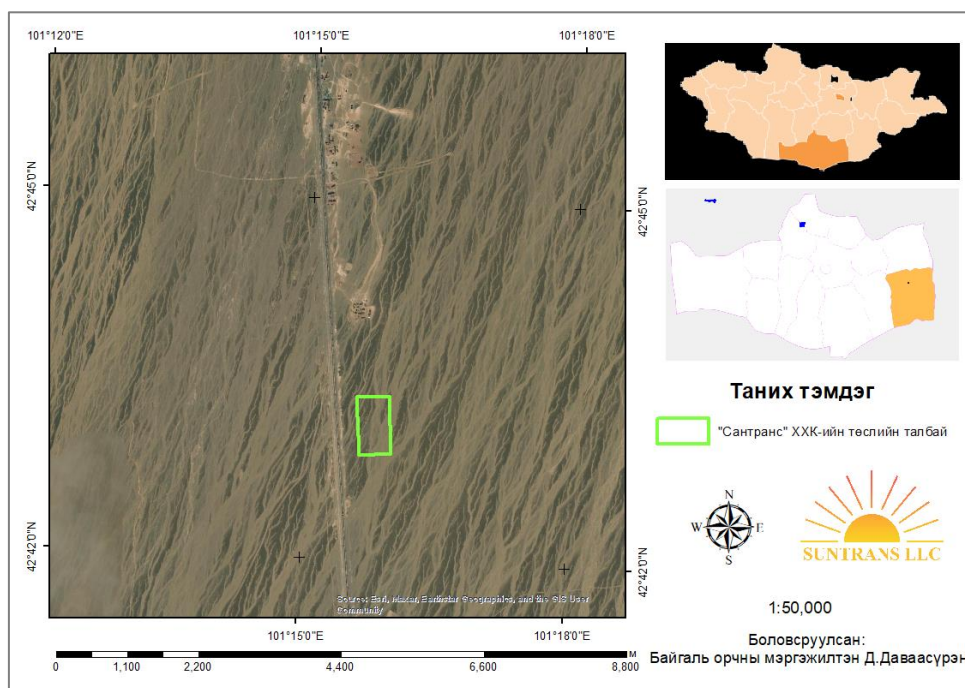 101°12'0"E 101°15'0"E 101°18'0"E
42°45'0"N
42°45'0"N
42°42'0"N
42°42'0"N
Source: Esri, Maxar, Earthstar Geographics, and the GIS User
Community
101°15'0"E 101°18'0"E
0 1,100 2,200 4,400 6,600 8,800 М
Таних тэмдэг
"Сантранс" ХХК-ийн төслийн талбай
N
W E
S
SUNTRANS LLC
1:50,000
Боловсруулсан:
Байгаль орчны мэргэжилтэн Д.Даваасүрэн